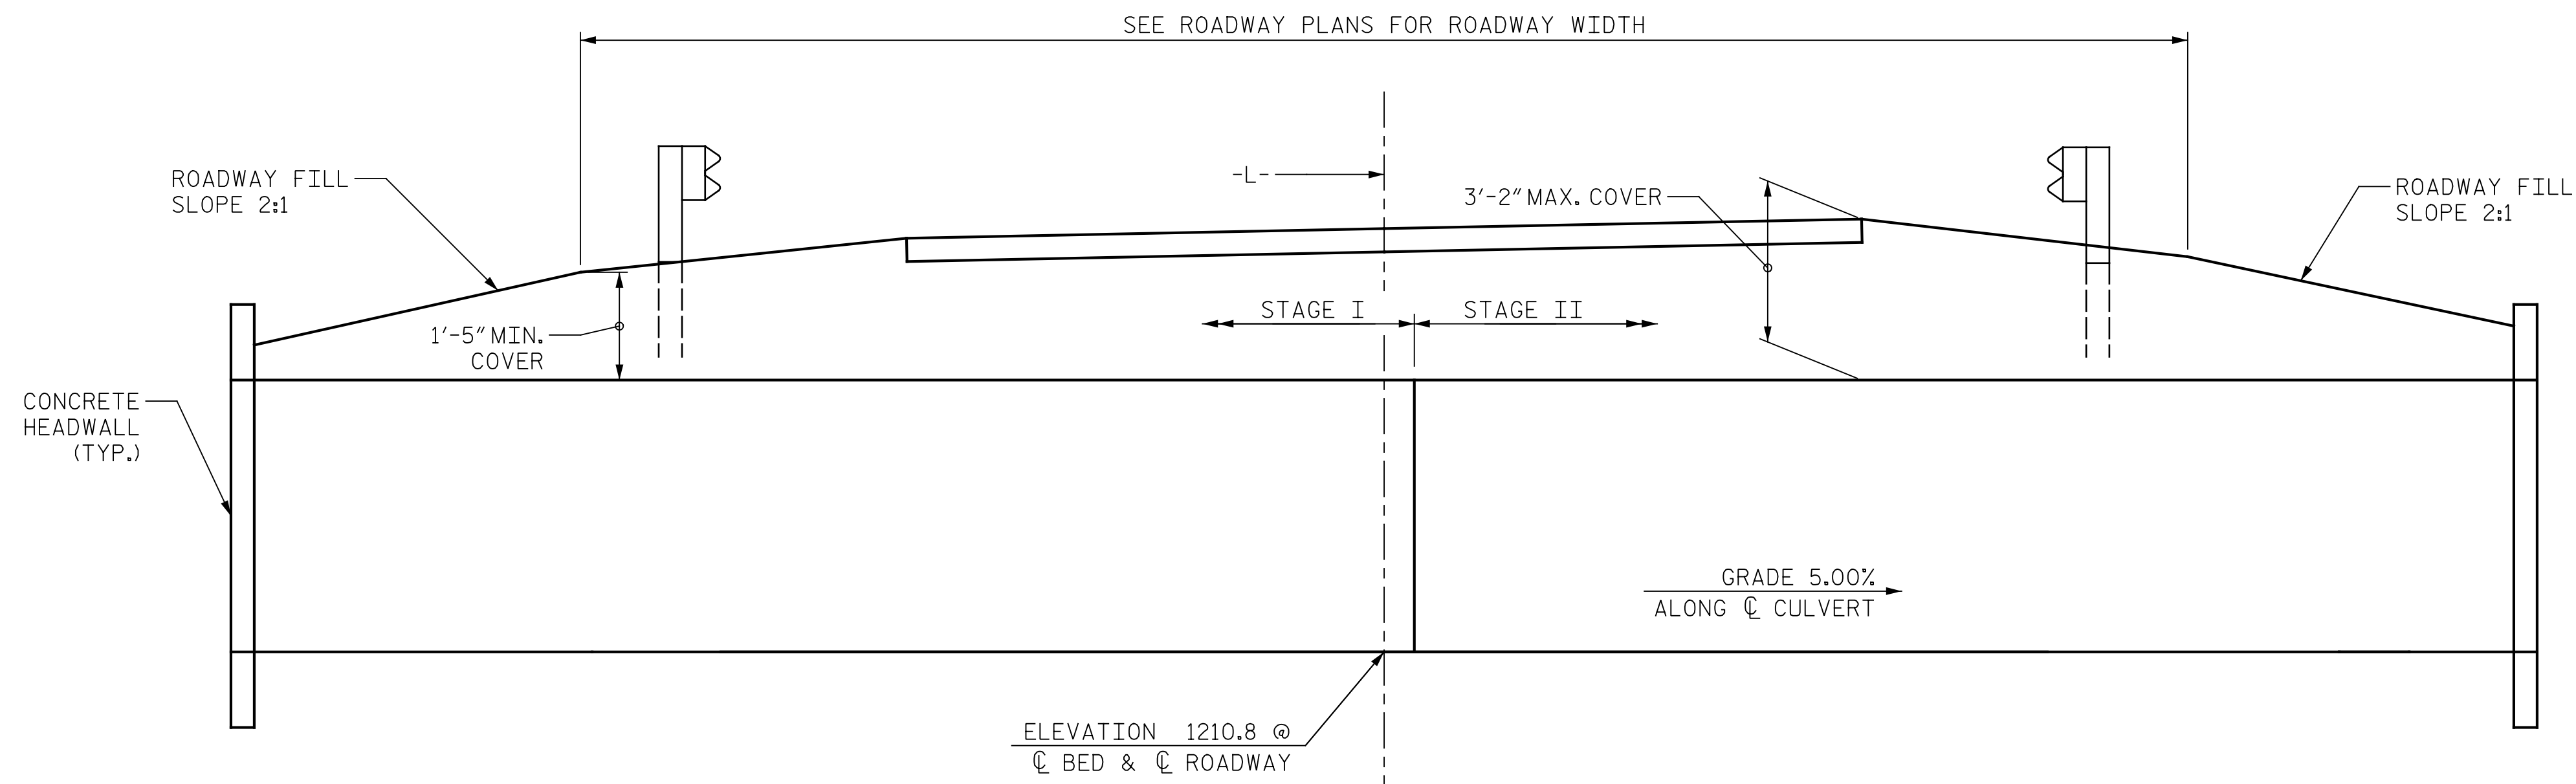 SEE ROADWAY PLANS FOR ROADWAY WIDTH
ROADWAY FILL
SLOPE 2:1
-L-
3'-2" MAX. COVER
ROADWAY FILL
SLOPE 2:1
STAGE I
STAGE II
1'-5" MIN.
COVER
CONCRETE
HEADWALL
(TYP.)
GRADE 5.00%
ALONG ℄ CULVERT
ELEVATION 1210.8 @
℄ BED & ℄ ROADWAY